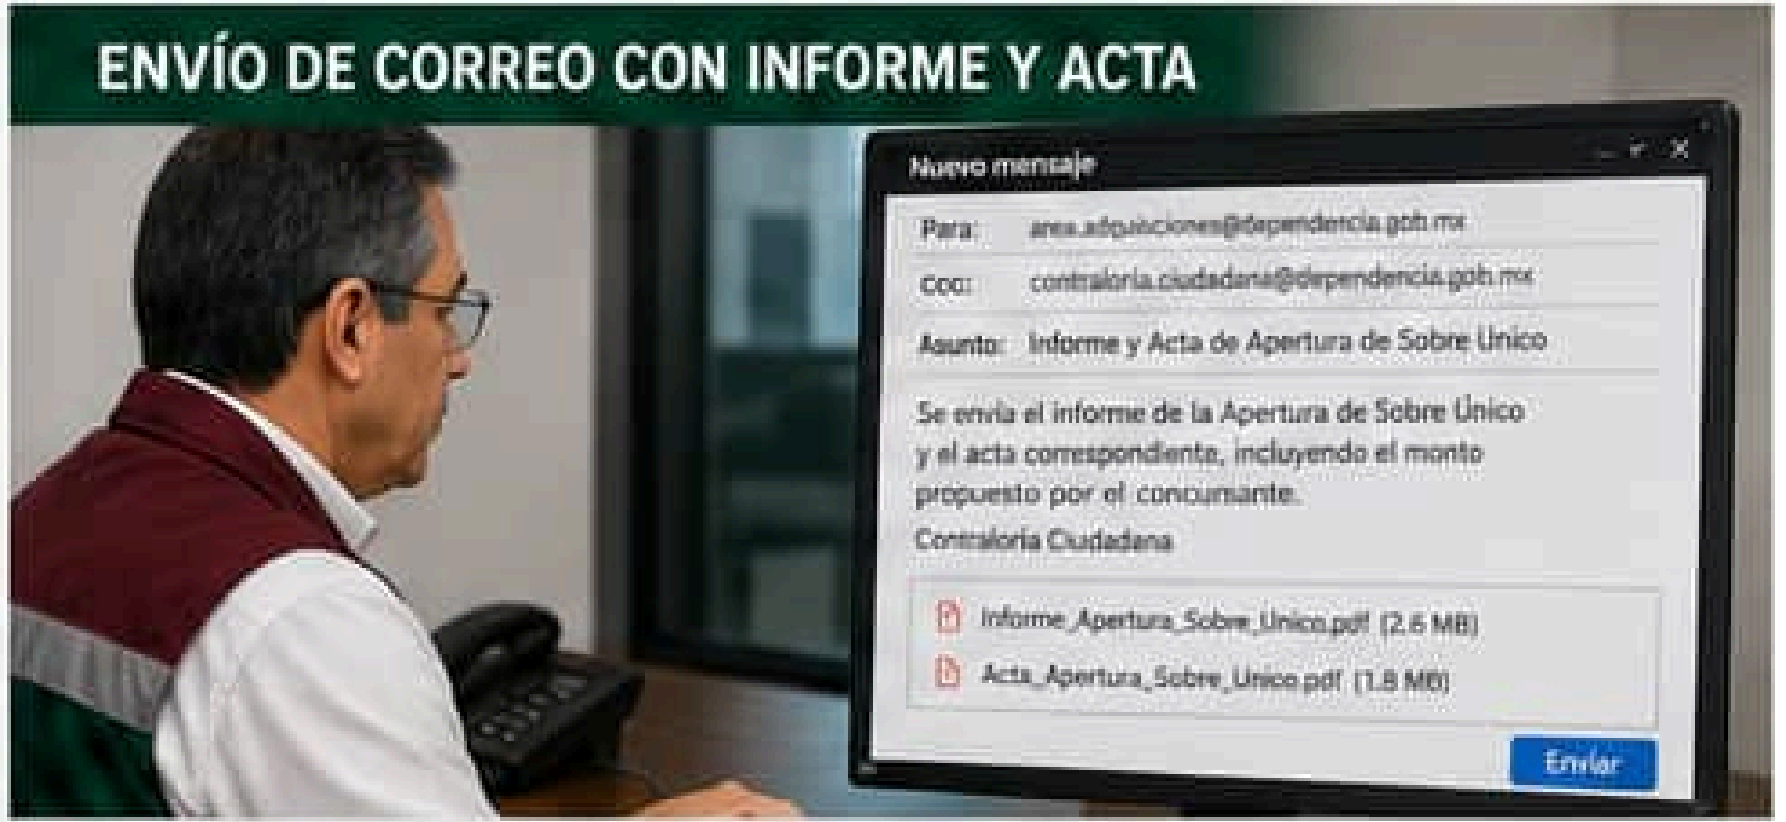 ENVÍO DE CORREO CON INFORME Y ACTA
Nuevo mensaje
Para: area.adquisiciones@dependencia.gob.mx
Ccc: contraloria.ciudadana@dependencia.gob.mx
Asunto: Informe y Acta de Apertura de Sobre Unico
Se envía el informe de la Apertura de Sobre Único
y el acta correspondiente, incluyendo el monto
propuesto por el concursante.
Contraloría Ciudadana
Informe_Apertura_Sobre_Unico.pdf (2.6 MB)
Acta_Apertura_Sobre_Unico.pdf (1.8 MB)
Enviar